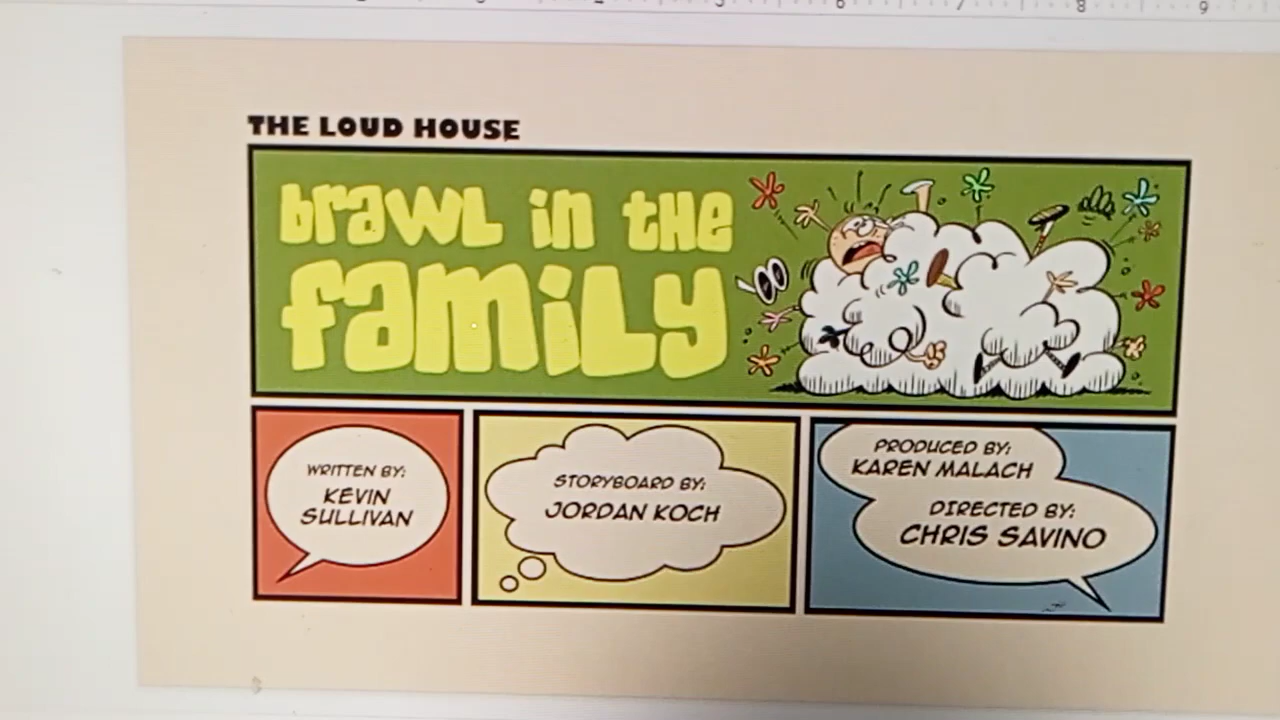 THE LOUD HOUSE
brawl in the
family
WRITTEN BY:
KEVIN
SULLIVAN
STORYBOARD BY:
JORDAN KOCH
PRODUCED BY:
KAREN MALACH
DIRECTED BY:
CHRIS SAVINO